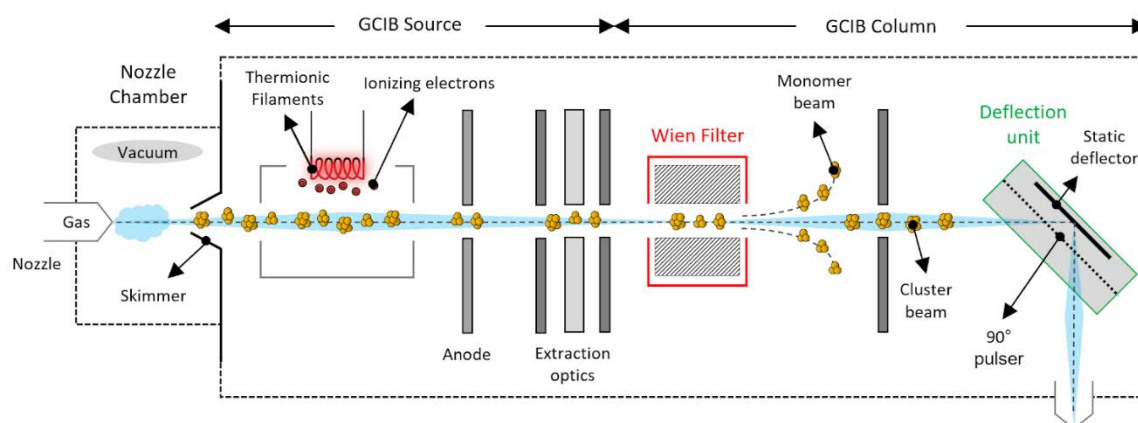 GCIB Source
GCIB Column
Nozzle
Chamber
Thermionic
Filaments
Ionizing electrons
Monomer
beam
Wien Filter
Deflection
unit
Static
deflector
Vacuum
Gas
Nozzle
Skimmer
Anode
Extraction
optics
Cluster
beam
90°
pulser